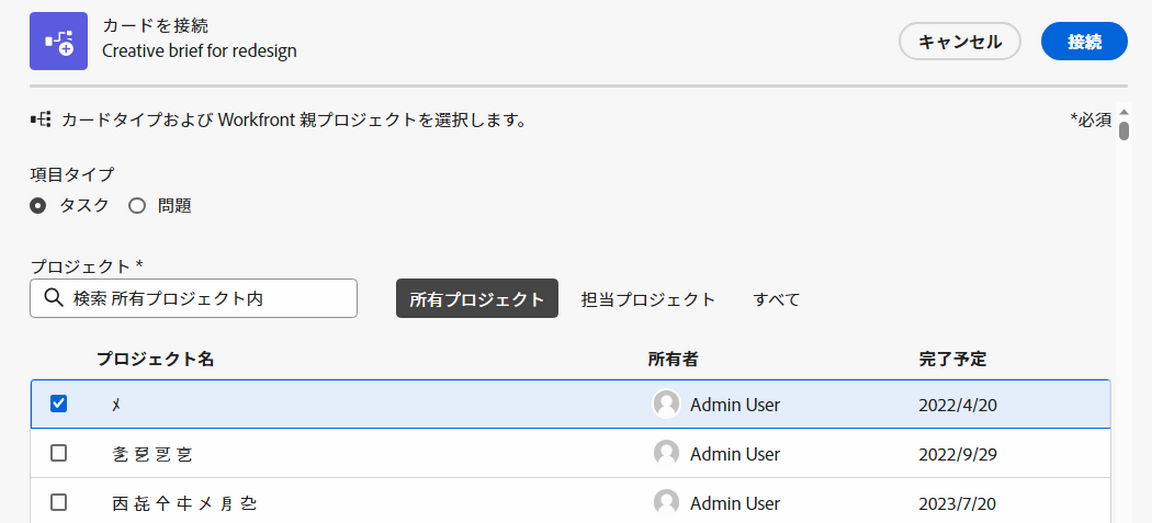 カードを接続
Creative brief for redesign
キャンセル
接続
カードタイプおよび Workfront 親プロジェクトを選択します。
*必須
項目タイプ
タスク 問題
プロジェクト *
検索 所有プロジェクト内
所有プロジェクト 担当プロジェクト すべて
プロジェクト名 所有者 完了予定
ﾒ Admin User 2022/4/20
Admin User 2022/9/29
Admin User 2023/7/20